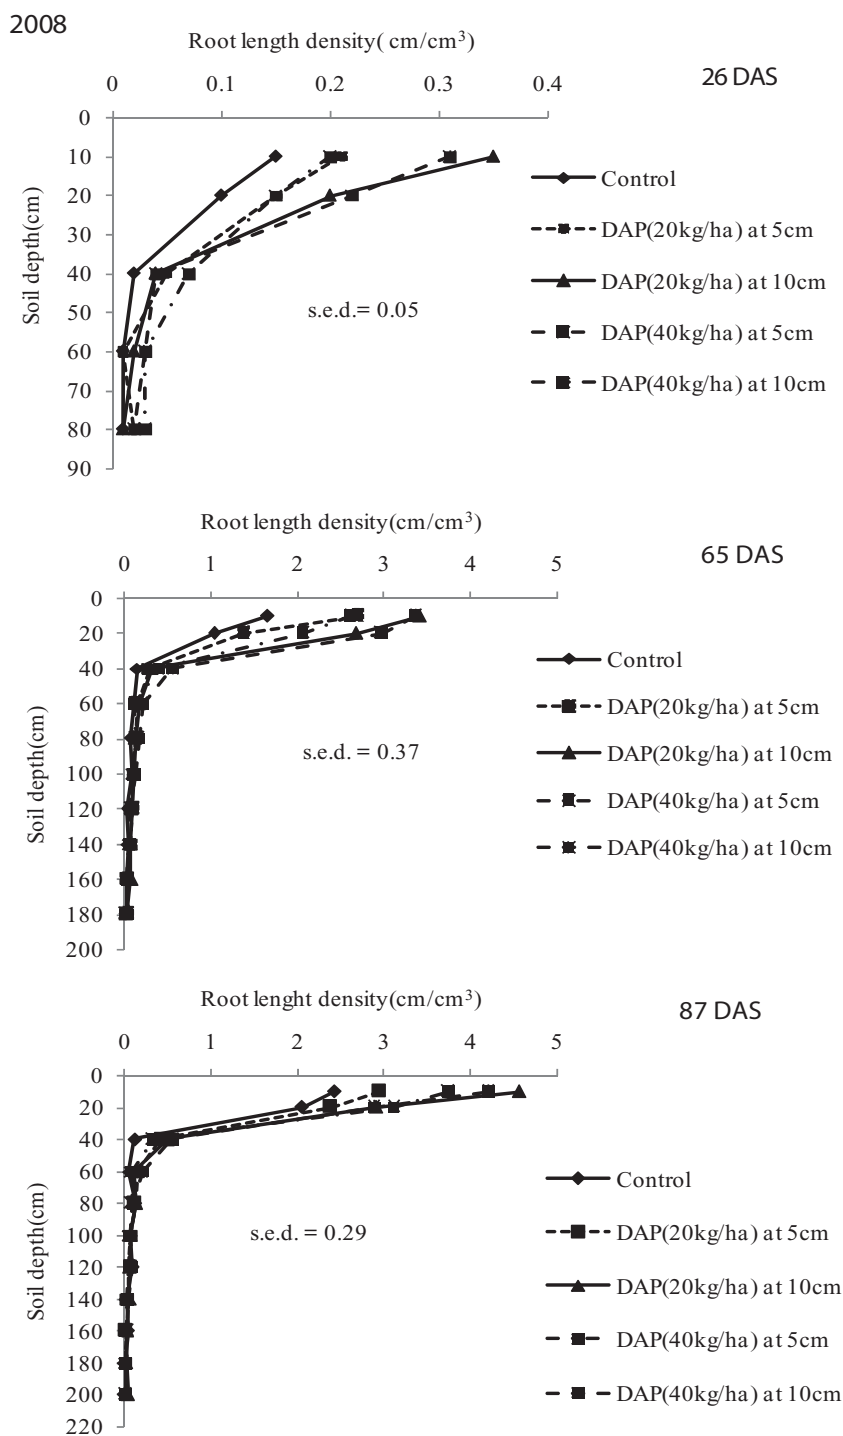 2008
Root length density( cm/cm³)
26 DAS
0 0.1 0.2 0.3 0.4
0
10
20
30
40
50
60
70
80
90
Soil depth(cm)
s.e.d.= 0.05
Control
DAP(20kg/ha) at 5cm
DAP(20kg/ha) at 10cm
DAP(40kg/ha) at 5cm
DAP(40kg/ha) at 10cm
Root length density(cm/cm³)
65 DAS
0 1 2 3 4 5
0
20
40
60
80
100
120
140
160
180
200
Soil depth(cm)
s.e.d. = 0.37
Control
DAP(20kg/ha) at 5cm
DAP(20kg/ha) at 10cm
DAP(40kg/ha) at 5cm
DAP(40kg/ha) at 10cm
Root lenght density(cm/cm³)
87 DAS
0 1 2 3 4 5
0
20
40
60
80
100
120
140
160
180
200
220
Soil depth(cm)
s.e.d. = 0.29
Control
DAP(20kg/ha) at 5cm
DAP(20kg/ha) at 10cm
DAP(40kg/ha) at 5cm
DAP(40kg/ha) at 10cm